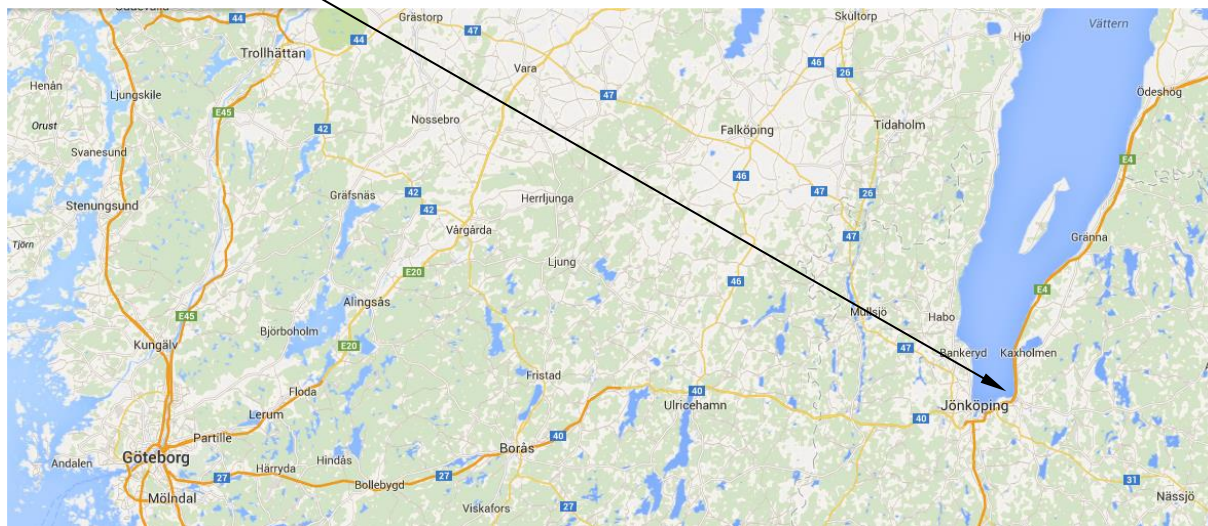 Grästorp
Skultorp
Vättern
44
47
Hjo
Trollhättan
44
46
Vara
26
Henån
Ljungskile
47
Ödeshög
E45
Nossebro
Orust
42
Falköping
Tidaholm
Svanesund
E4
46
Gräfsnäs
42
47
26
Stenungsund
42
Herrljunga
Vårgårda
47
Gränna
Tjörn
Ljung
E20
46
E4
Alingsås
Mullsjö
E45
Habo
Björboholm
Kungälv
E20
47
Bankeryd
Kaxholmen
Fristad
Floda
40
Ulricehamn
Jönköping
Lerum
40
Partille
40
Borås
Göteborg
Andalen
Hindås
Härryda
27
27
31
Bollebygd
Mölndal
Nässjö
Viskafors
27